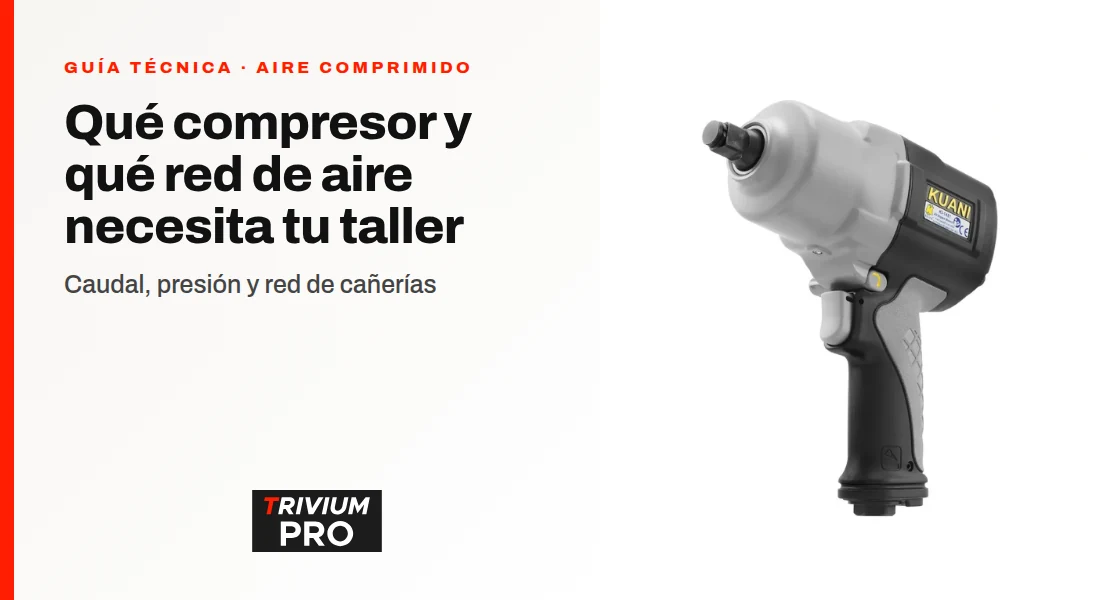 GUÍA TÉCNICA · AIRE COMPRIMIDO
Qué compresor y
qué red de aire
necesita tu taller
Caudal, presión y red de cañerías
KUANI
TRIVIUM
PRO